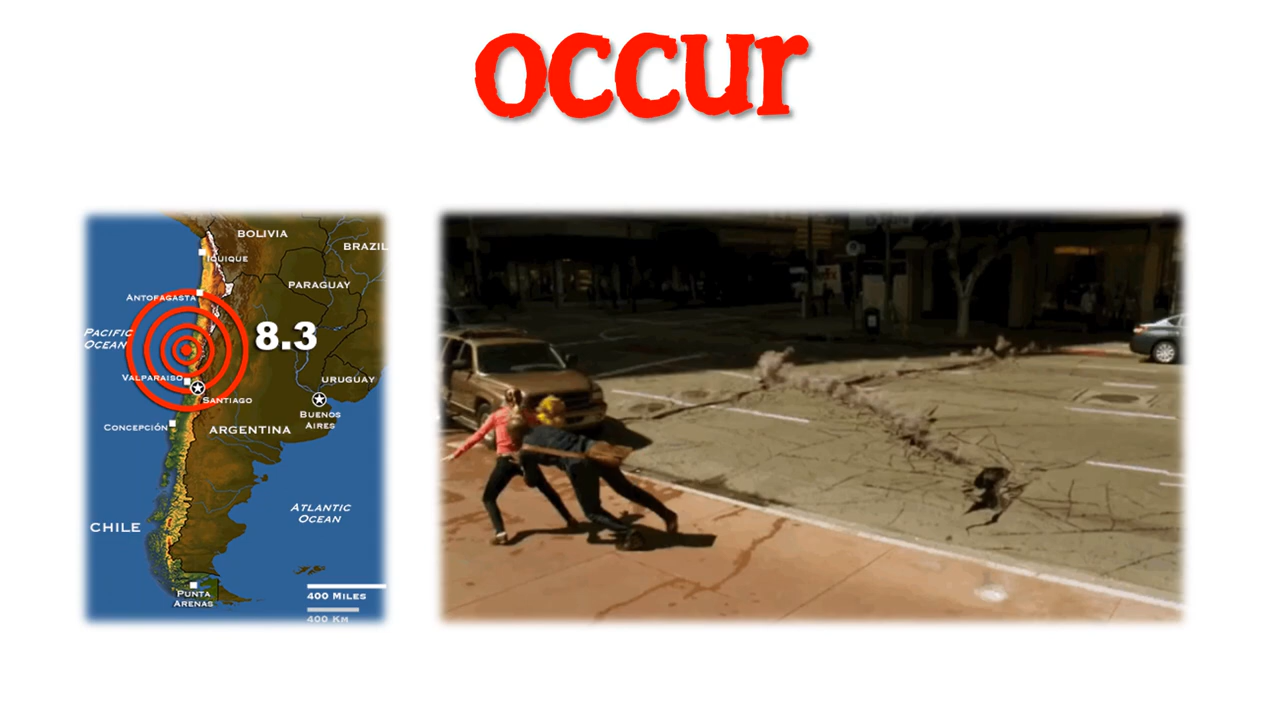 occur
BOLIVIA
BRAZIL
IQUIQUE
PARAGUAY
ANTOFAGASTA
PACIFIC
OCEAN
8.3
VALPARAISO
URUGUAY
SANTIAGO
BUENOS
AIRES
CONCEPCIÓN
ARGENTINA
ATLANTIC
OCEAN
CHILE
PUNTA
ARENAS
400 MILES
400 KM